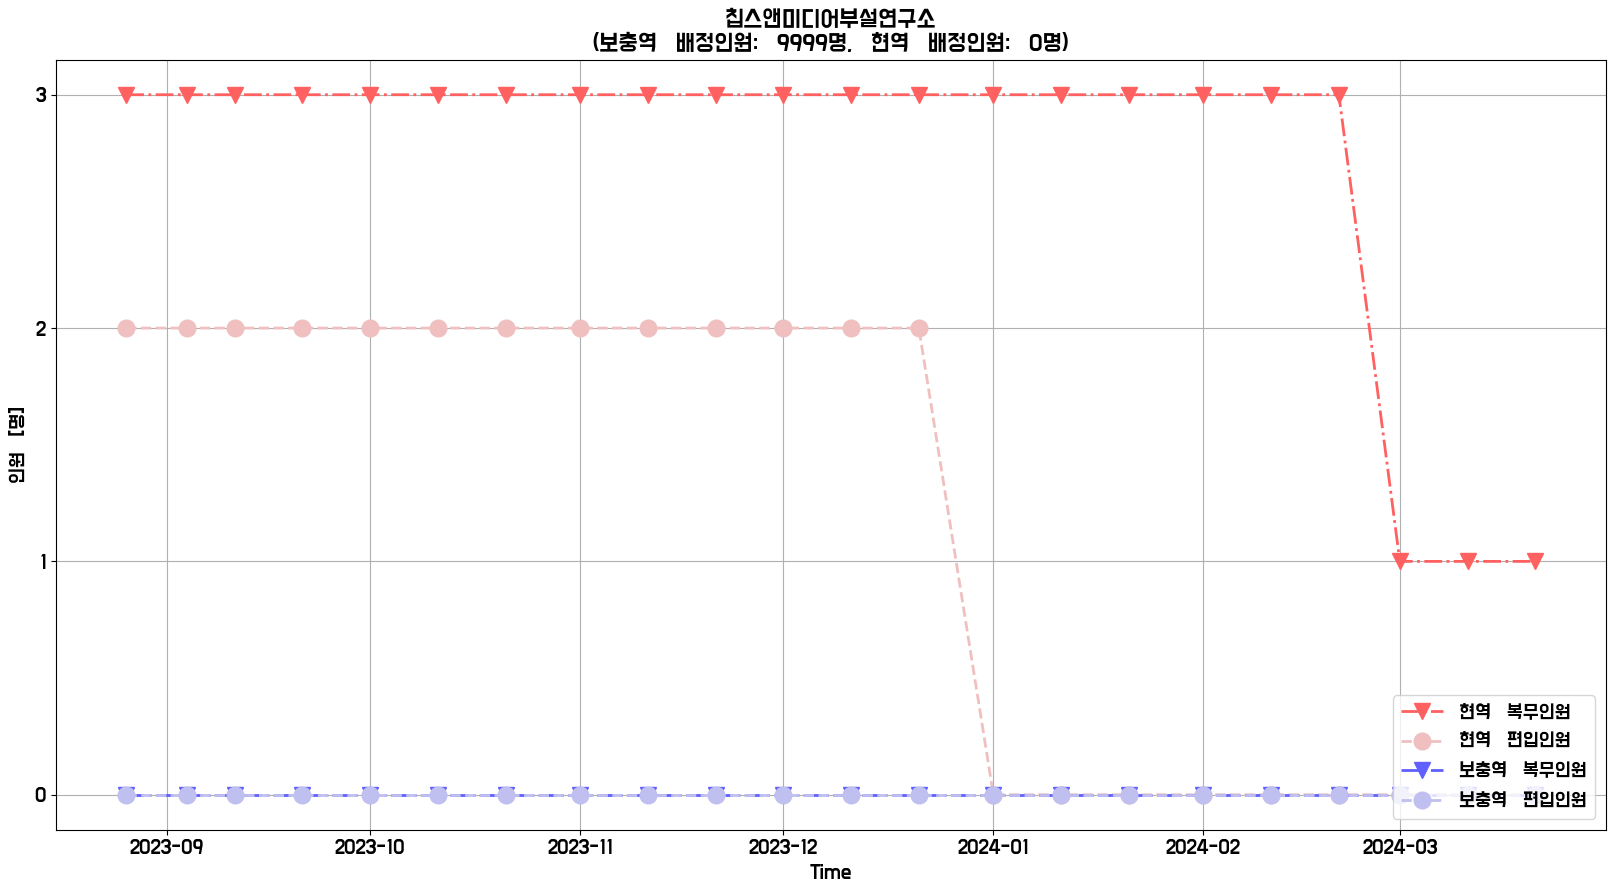 칩스앤미디어부설연구소
(보충역 배정인원: 9999명, 현역 배정인원: 0명)
3
2
1
0
인원 [명]
2023-09 2023-10 2023-11 2023-12 2024-01 2024-02 2024-03
Time
현역 복무인원
현역 편입인원
보충역 복무인원
보충역 편입인원